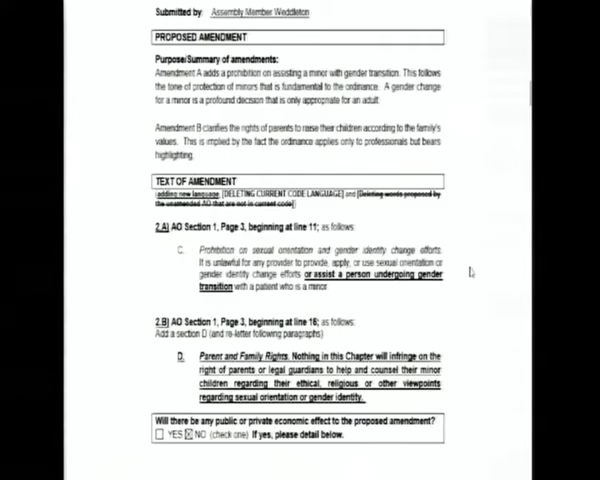 Submitted by: Assembly Member Weddleton
PROPOSED AMENDMENT
Purpose/Summary of amendments:
Amendment A adds a prohibition on assisting a minor with gender transition. This follows
the tone of protection of minors that is fundamental to the ordinance. A gender change
for a minor is a profound decision that is only appropriate for an adult
Amendment B clarifies the rights of parents to raise their children according to the family's
values. This is implied by the fact the ordinance applies only to professionals but bears
highlighting.
TEXT OF AMENDMENT
(adding new language, [DELETING CURRENT CODE LANGUAGE] and [Deleting words proposed by
the unamended AO that are not in current code])
2.A) AO Section 1, Page 3, beginning at line 11; as follows:
C. Prohibition on sexual orientation and gender identity change efforts.
It is unlawful for any provider to provide, apply, or use sexual orientation or
gender identity change efforts or assist a person undergoing gender
transition with a patient who is a minor
2.B) AO Section 1, Page 3, beginning at line 16; as follows:
Add a section D (and re-letter following paragraphs)
D. Parent and Family Rights. Nothing in this Chapter will infringe on the
right of parents or legal guardians to help and counsel their minor
children regarding their ethical, religious or other viewpoints
regarding sexual orientation or gender identity.
Will there be any public or private economic effect to the proposed amendment?
YES NO (check one) If yes, please detail below.